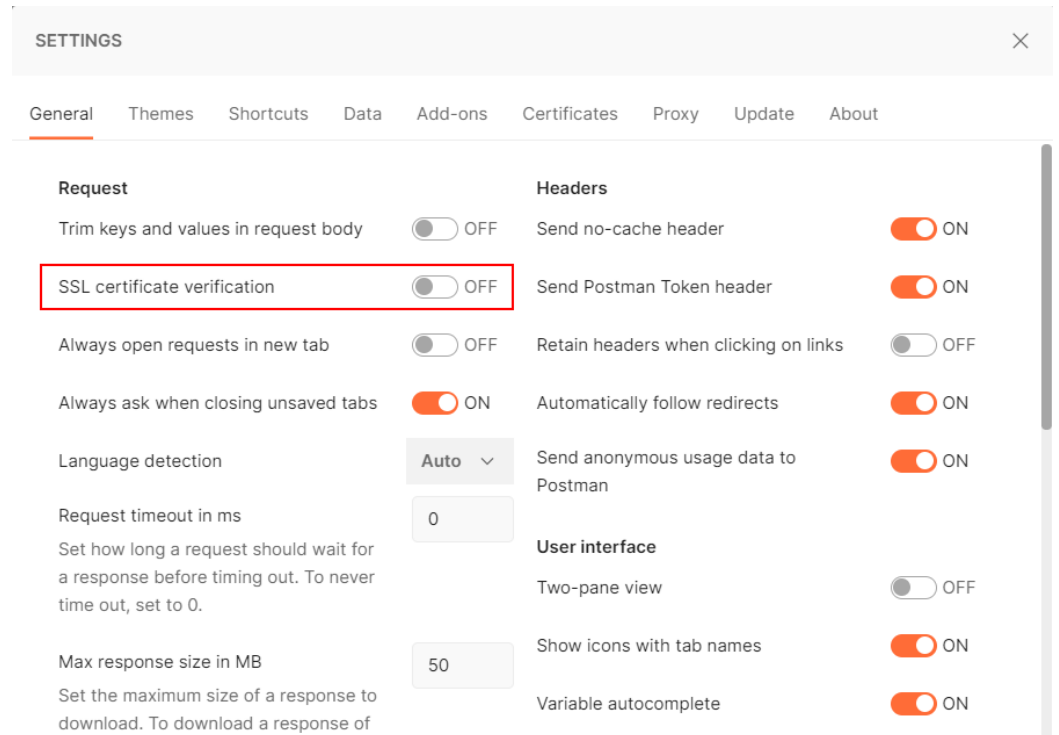 SETTINGS
General Themes Shortcuts Data Add-ons Certificates Proxy Update About
Request
Trim keys and values in request body OFF
SSL certificate verification OFF
Always open requests in new tab OFF
Always ask when closing unsaved tabs ON
Language detection Auto
Request timeout in ms 0
Set how long a request should wait for
a response before timing out. To never
time out, set to 0.
Max response size in MB 50
Set the maximum size of a response to
download. To download a response of
Headers
Send no-cache header ON
Send Postman Token header ON
Retain headers when clicking on links OFF
Automatically follow redirects ON
Send anonymous usage data to ON
Postman
User interface
Two-pane view OFF
Show icons with tab names ON
Variable autocomplete ON